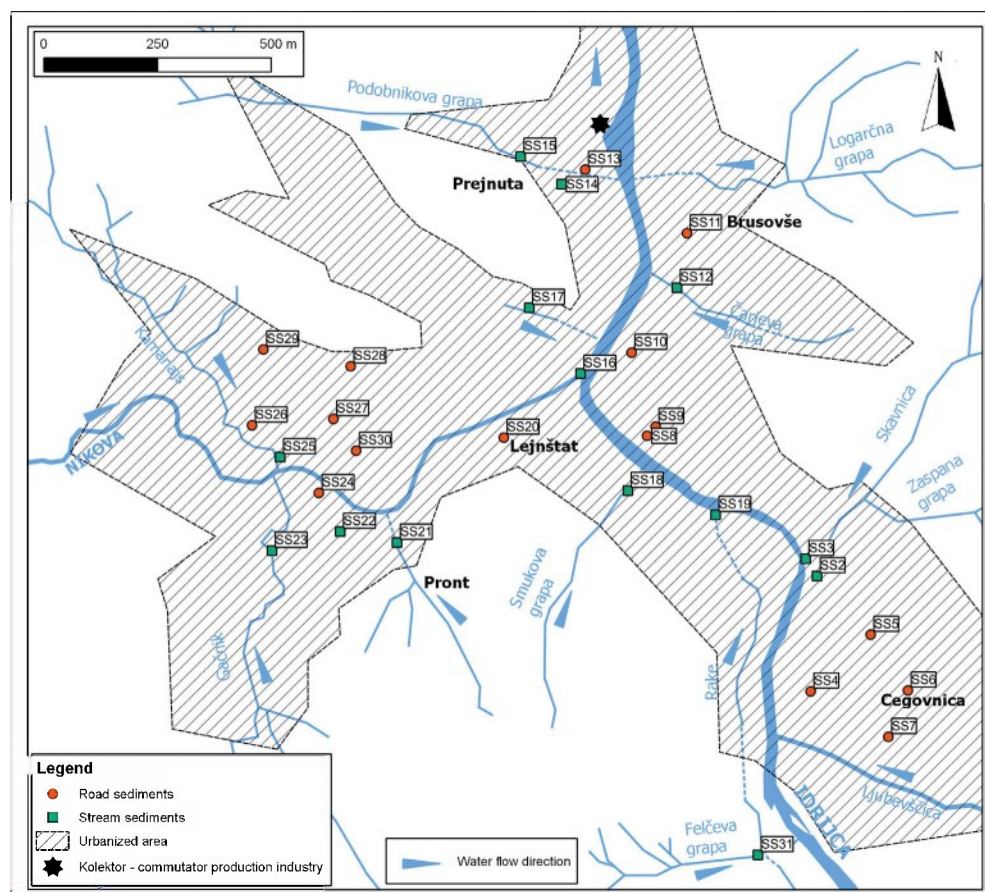 0 250 500 m
N
Podobnikova grapa
Logarčna
grapa
SS15
SS13
Prejnuta
SS14
SS11
Brusovše
SS12
SS17
Čarjeva
grapa
SS29
SS28
Kamanajš
SS10
SS16
Skavnica
SS26
SS27
SS20
SS9
SS8
Lejnštat
NIKOVA
SS25
SS30
Zaspana
grapa
SS24
SS18
SS19
SS22
SS21
SS23
SS3
SS2
Pront
Smukova
grapa
SS5
Gačnik
Rake
SS4
SS6
Cegovnica
SS7
Legend
Road sediments
Stream sediments
Urbanized area
Kolektor - commutator production industry
Water flow direction
Ljubevščica
IDRIJCA
Felčeva
grapa
SS31